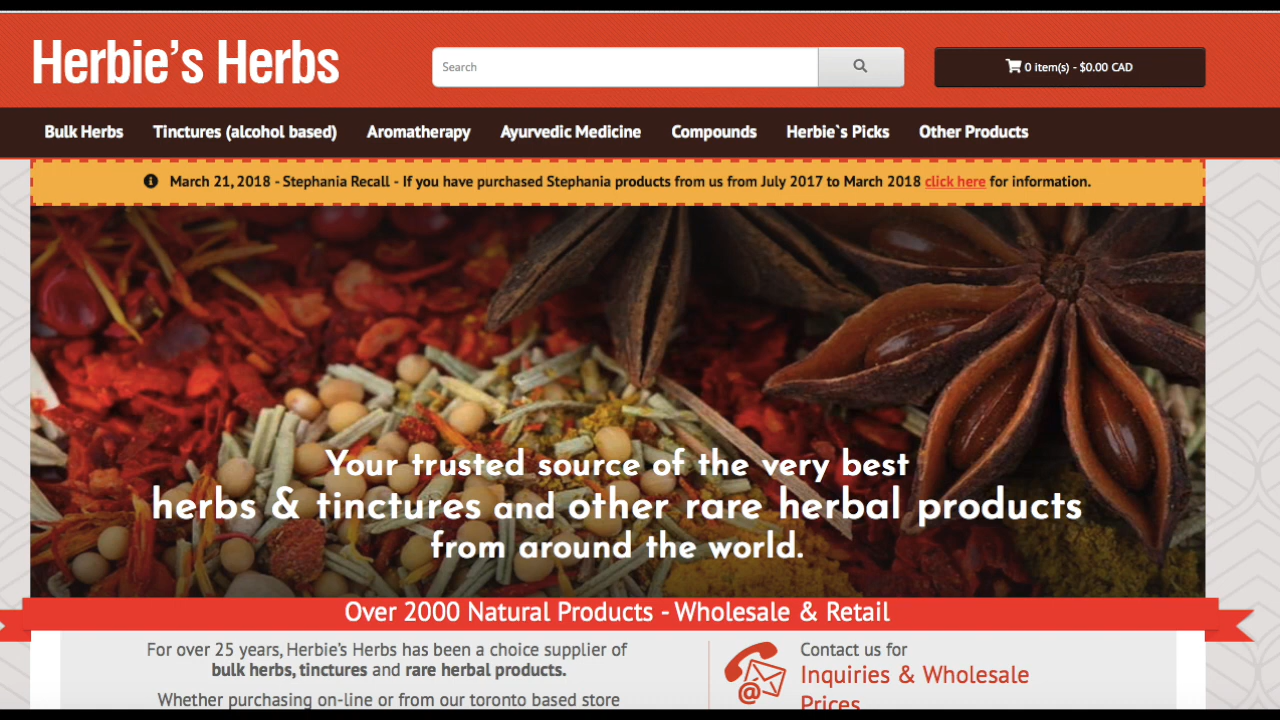 Herbie's Herbs
Search
0 item(s) - $0.00 CAD
Bulk Herbs Tinctures (alcohol based) Aromatherapy Ayurvedic Medicine Compounds Herbie`s Picks Other Products
March 21, 2018 - Stephania Recall - If you have purchased Stephania products from us from July 2017 to March 2018 click here for information.
Your trusted source of the very best
herbs & tinctures and other rare herbal products
from around the world.
Over 2000 Natural Products - Wholesale & Retail
For over 25 years, Herbie's Herbs has been a choice supplier of
bulk herbs, tinctures and rare herbal products.
Whether purchasing on-line or from our toronto based store
Contact us for
Inquiries & Wholesale
Prices